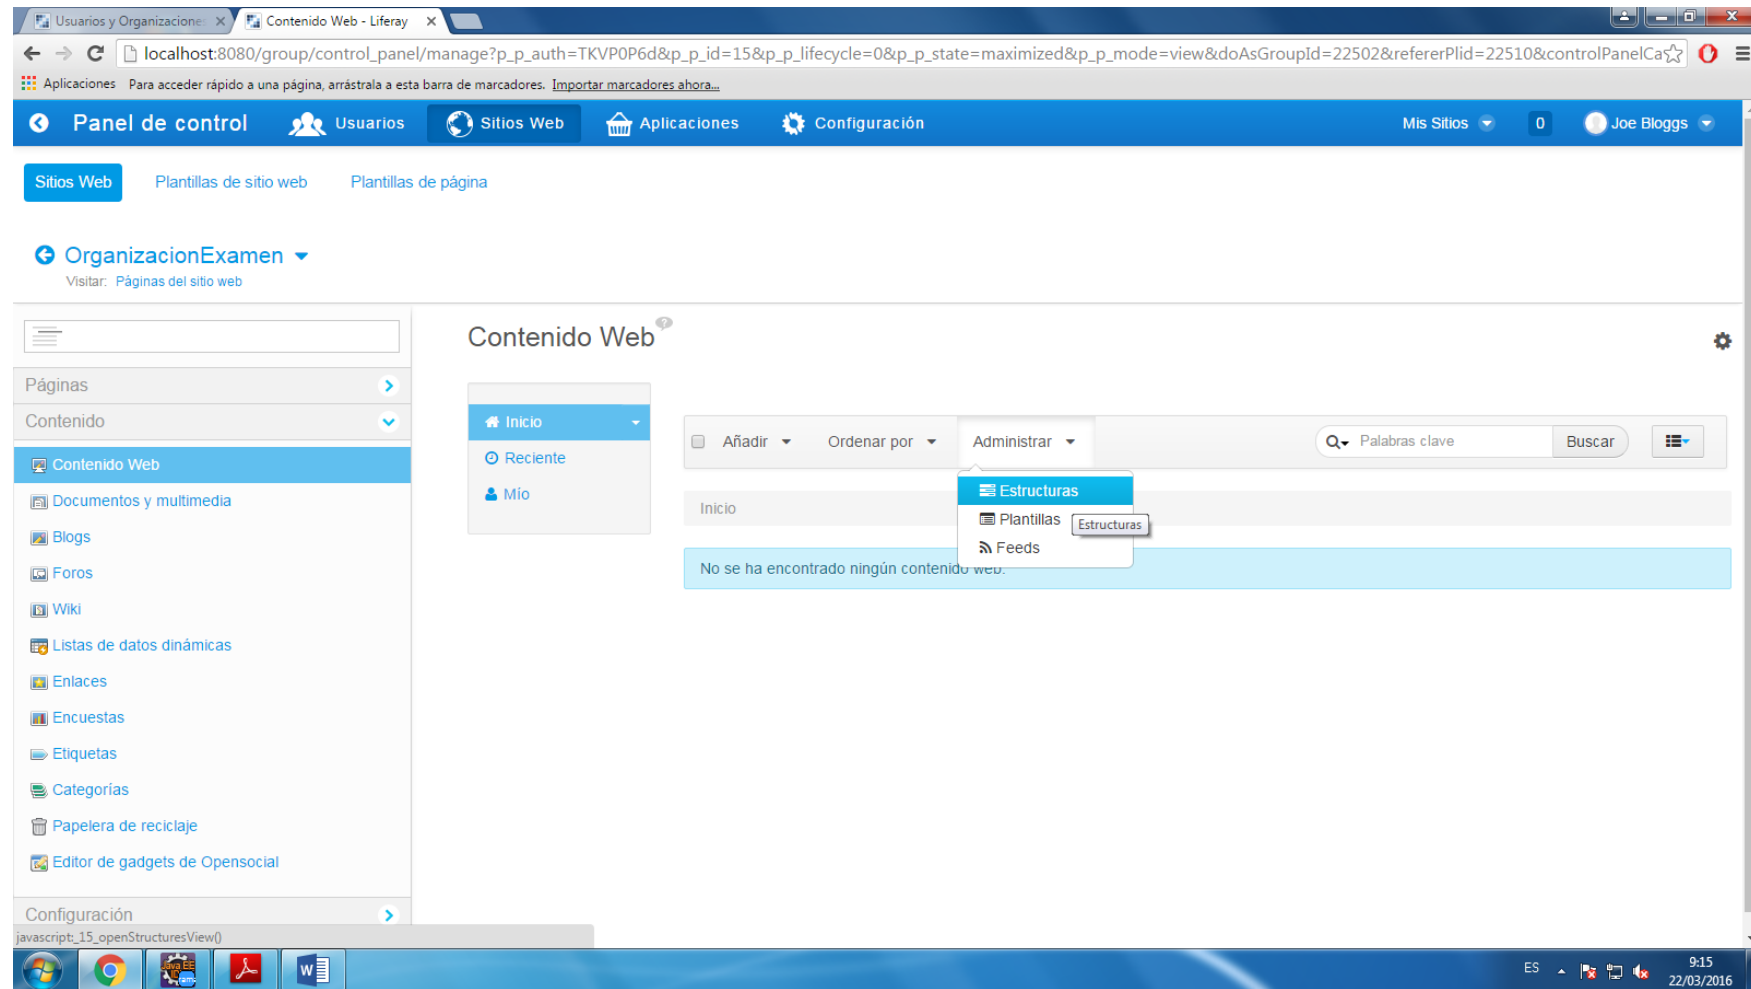 Usuarios y Organizacione
Contenido Web - Liferay
localhost:8080/group/control_panel/manage?p_p_auth=TKVP0P6d&p_p_id=15&p_p_lifecycle=0&p_p_state=maximized&p_p_mode=view&doAsGroupId=22502&refererPlid=22510&controlPanelCa
Aplicaciones Para acceder rápido a una página, arrástrala a esta barra de marcadores. Importar marcadores ahora...
Panel de control Usuarios Sitios Web Aplicaciones Configuración Mis Sitios 0 Joe Bloggs
Sitios Web Plantillas de sitio web Plantillas de página
OrganizacionExamen
Visitar: Páginas del sitio web
Contenido Web
Páginas
Contenido
Contenido Web
Documentos y multimedia
Blogs
Foros
Wiki
Listas de datos dinámicas
Enlaces
Encuestas
Etiquetas
Categorías
Papelera de reciclaje
Editor de gadgets de Opensocial
Configuración
Inicio
Reciente
Mío
Añadir Ordenar por Administrar Palabras clave Buscar
Estructuras
Plantillas
Estructuras
Feeds
Inicio
No se ha encontrado ningún contenido web.
javascript:_15_openStructuresView()
ES
9:15
22/03/2016